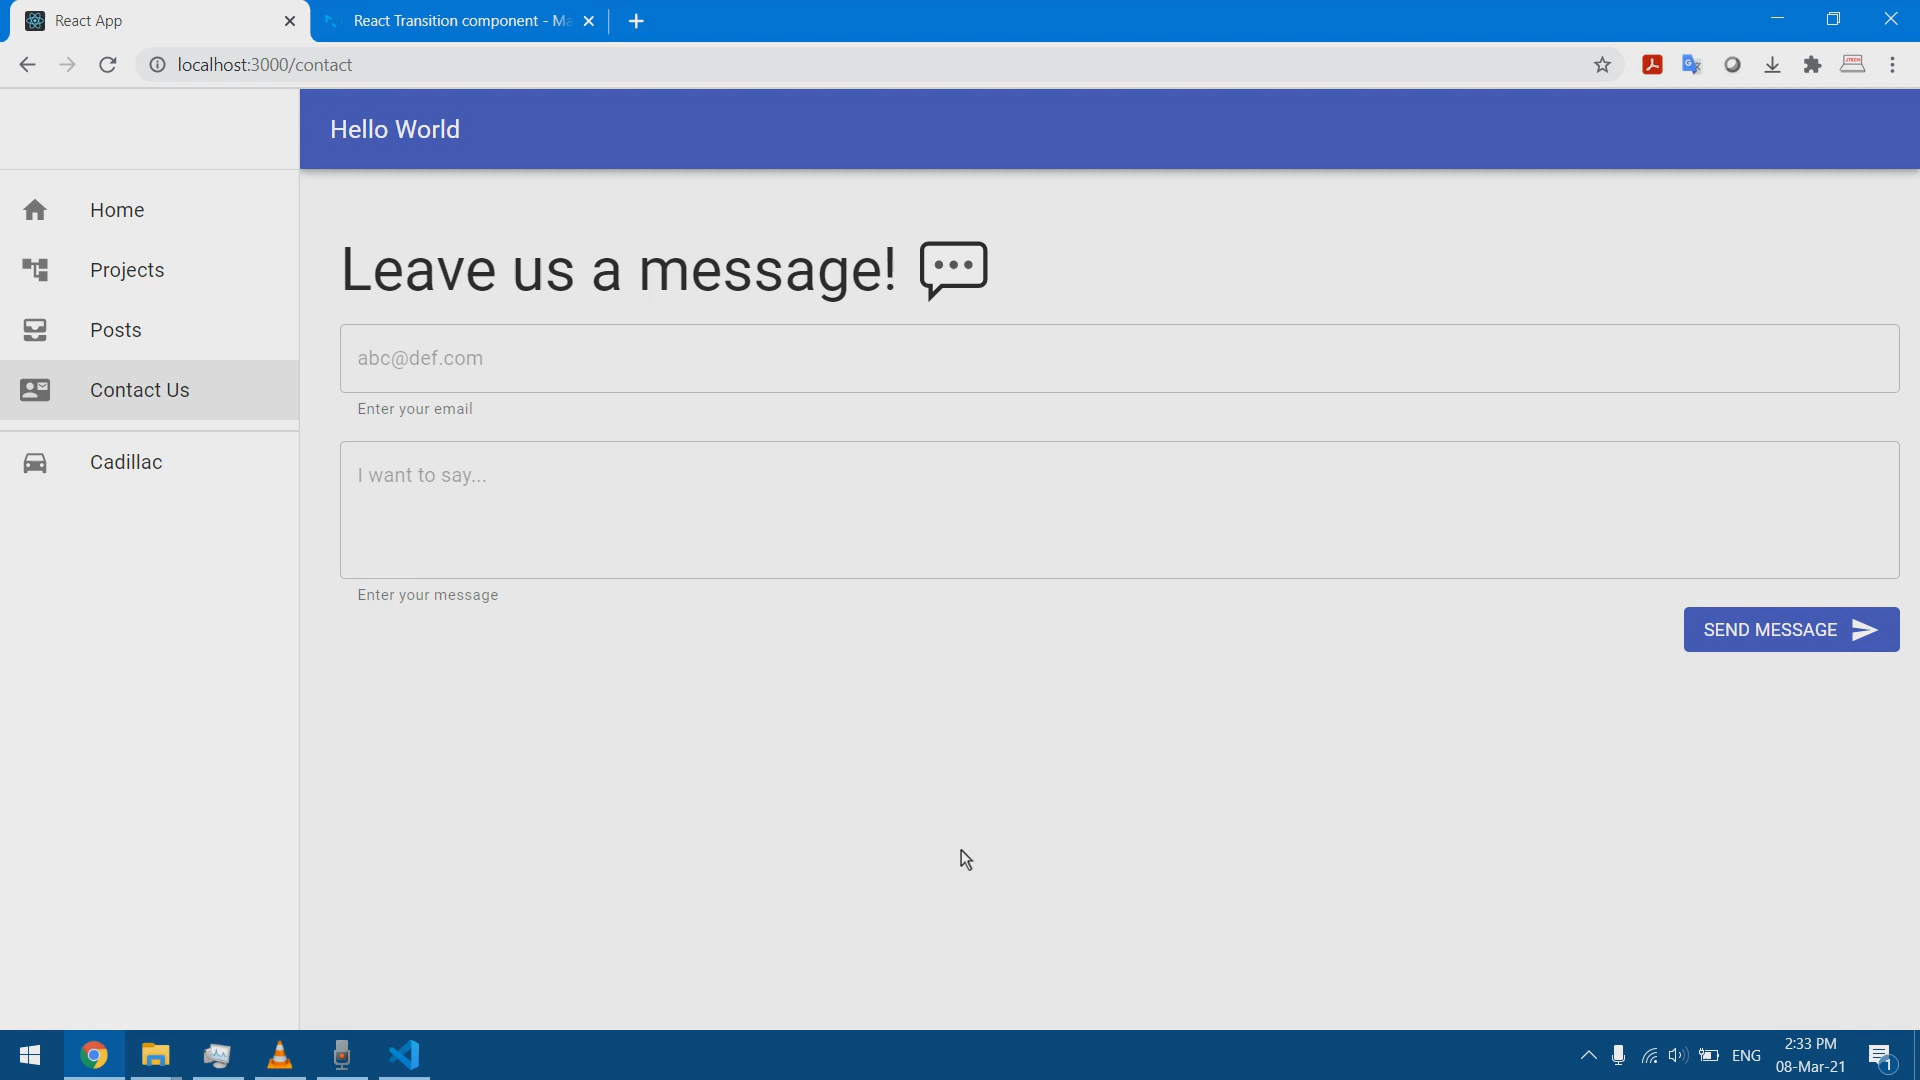 React App
React Transition component - Ma
localhost:3000/contact
Hello World
Home
Projects
Posts
Contact Us
Cadillac
Leave us a message!
abc@def.com
Enter your email
I want to say...
Enter your message
SEND MESSAGE
ENG
2:33 PM
08-Mar-21
1